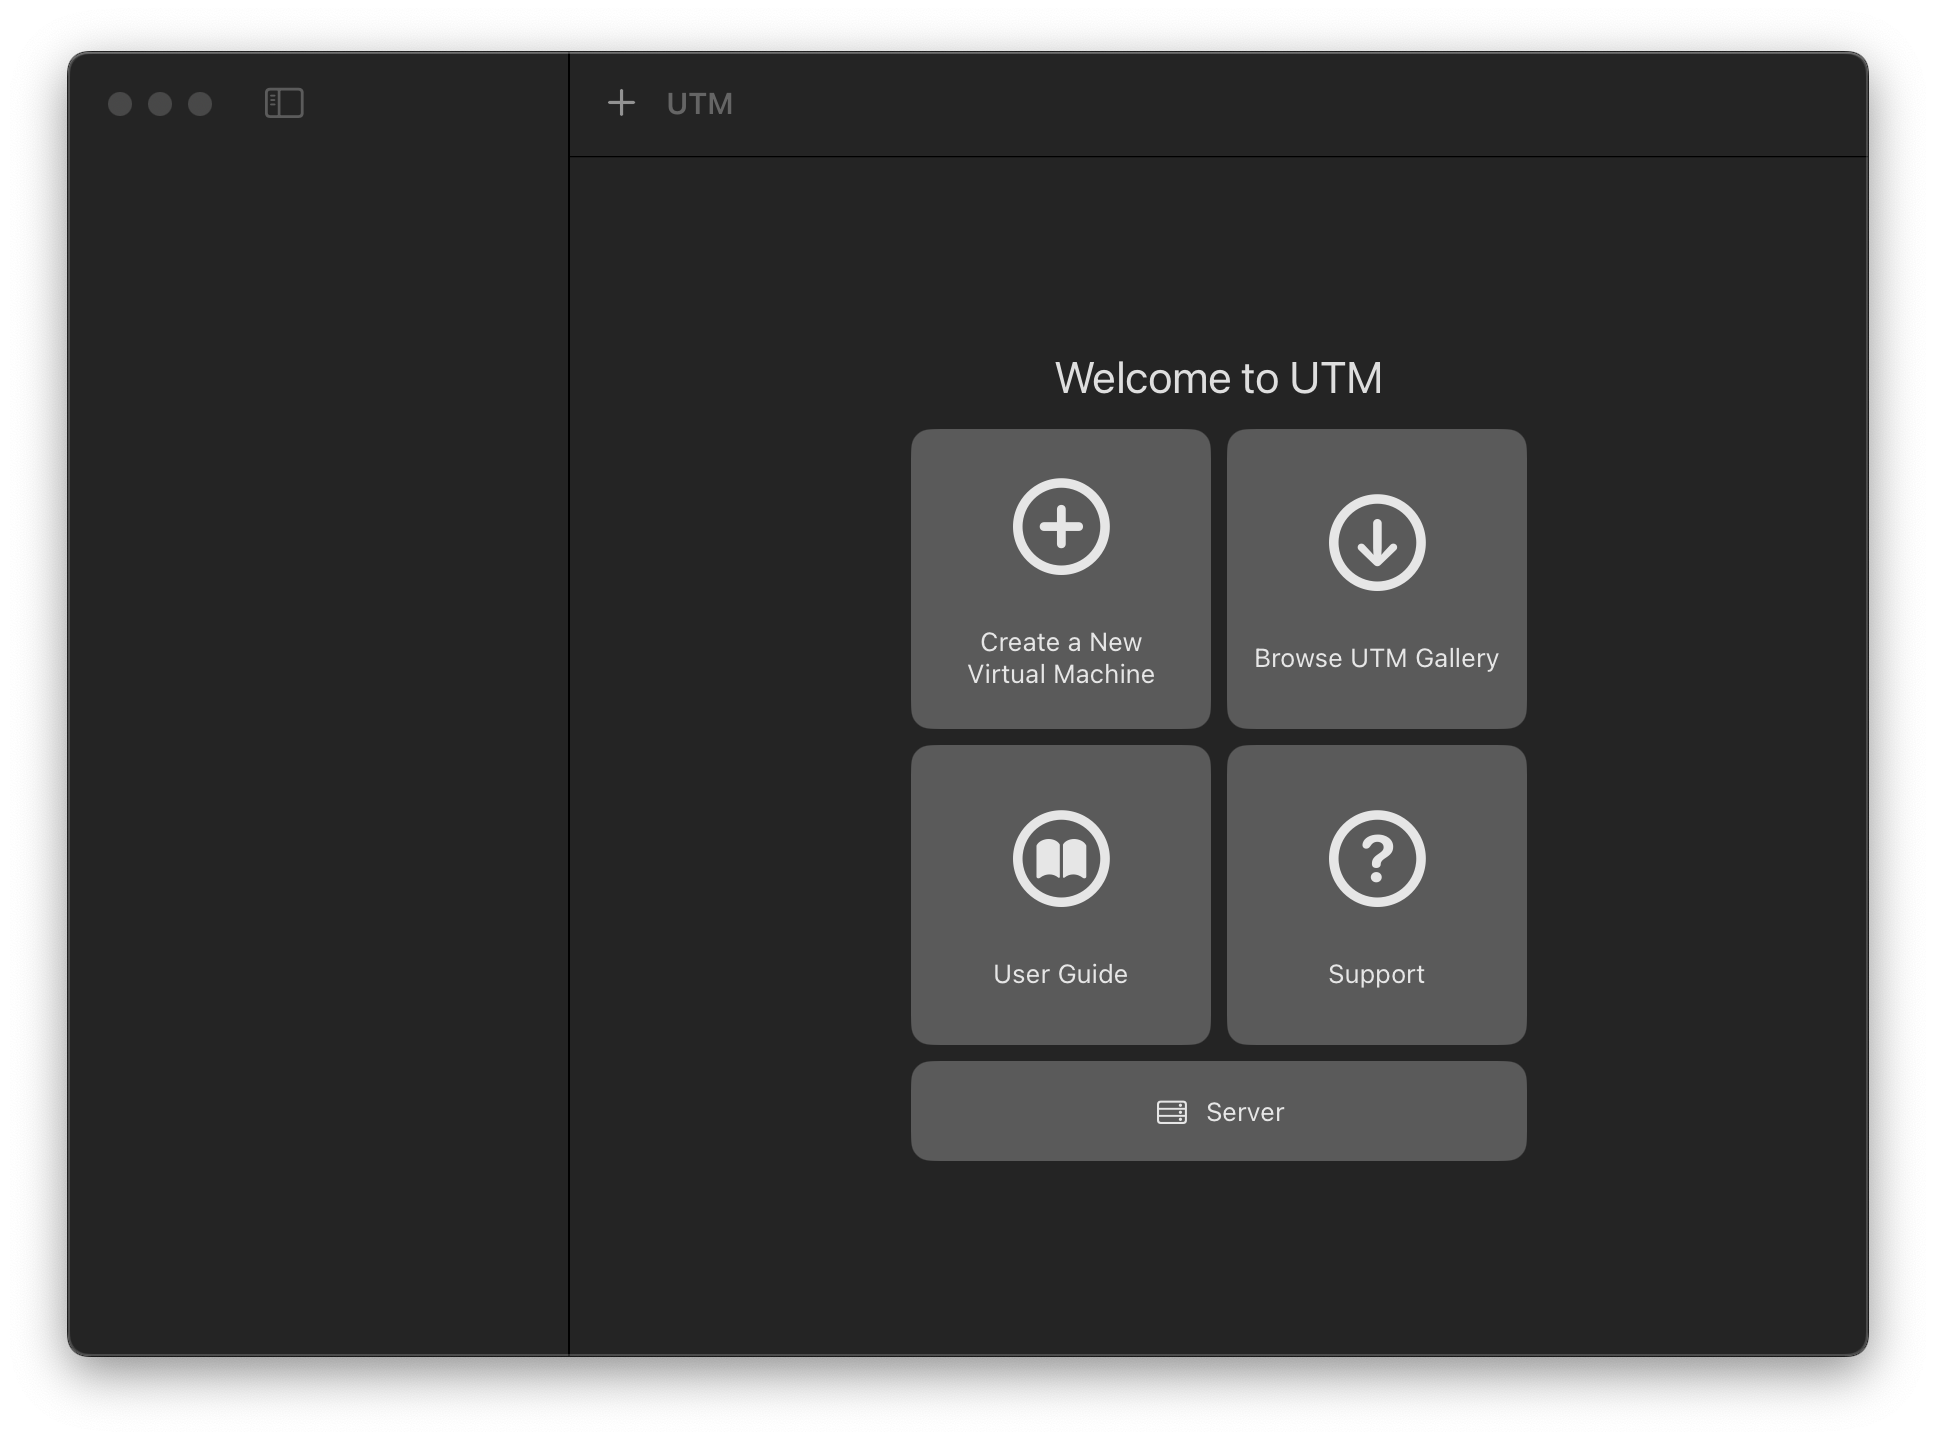 UTM
Welcome to UTM
Create a New
Virtual Machine
Browse UTM Gallery
User Guide
Support
Server